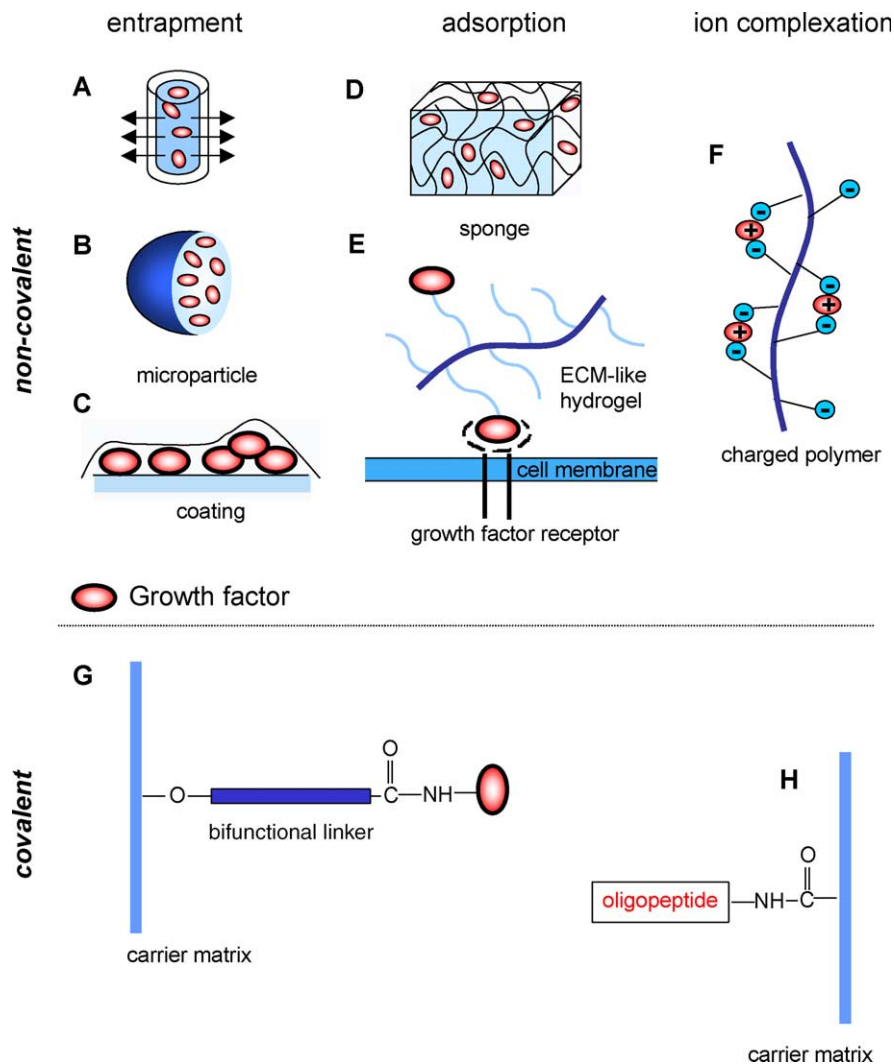 entrapment
adsorption
ion complexation
non-covalent
A
B
microparticle
C
coating
D
sponge
E
ECM-like
hydrogel
cell membrane
growth factor receptor
F
-
-
+
-
-
-
+
-
+
-
-
charged polymer
Growth factor
covalent
G
O
O
C
NH
bifunctional linker
carrier matrix
H
O
oligopeptide
NH
C
carrier matrix